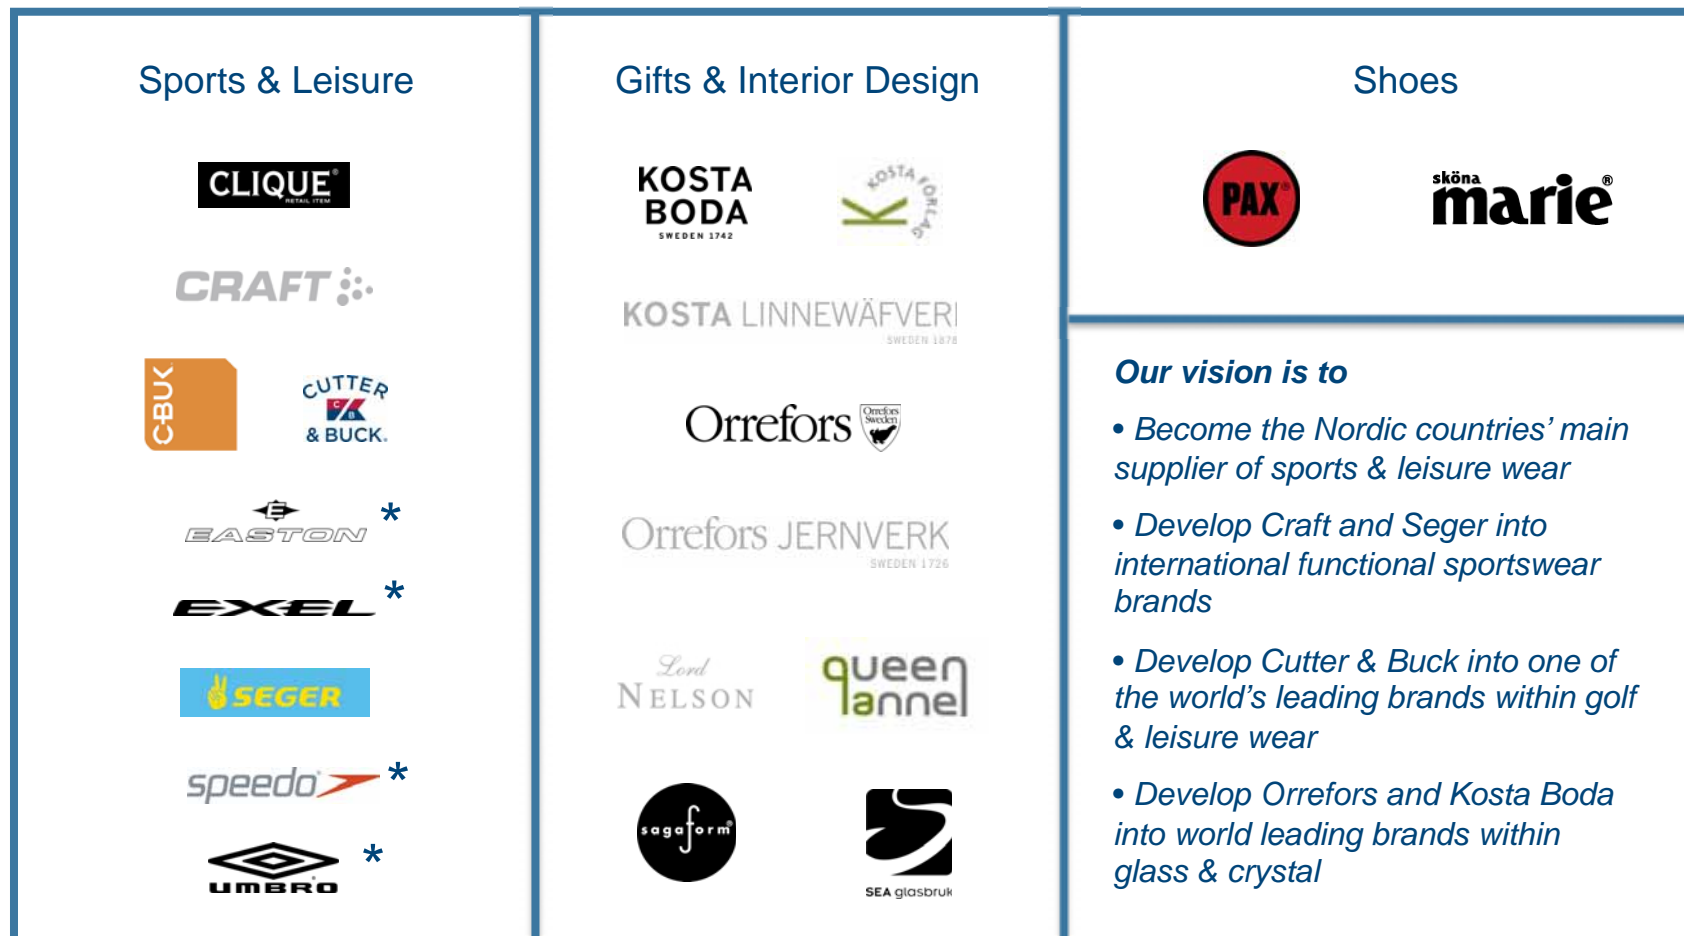 Sports & Leisure
CLIQUE®
RETAIL ITEM
CRAFT
C-BUK
CUTTER
C
B
& BUCK.
E
EASTON *
EXEL *
SEGER
speedo *
UMBRO *
Gifts & Interior Design
KOSTA
BODA
SWEDEN 1742
KOSTA FÖRLAG
KOSTA LINNEWÄFVERI
SWEDEN 1878
Orrefors
Orrefors
Sweden
Orrefors JERNVERK
SWEDEN 1726
Lord
NELSON
queen
anne
sagaform®
SEA glasbruk
Shoes
PAX®
sköna
marie®
Our vision is to
• Become the Nordic countries’ main
supplier of sports & leisure wear
• Develop Craft and Seger into
international functional sportswear
brands
• Develop Cutter & Buck into one of
the world’s leading brands within golf
& leisure wear
• Develop Orrefors and Kosta Boda
into world leading brands within
glass & crystal